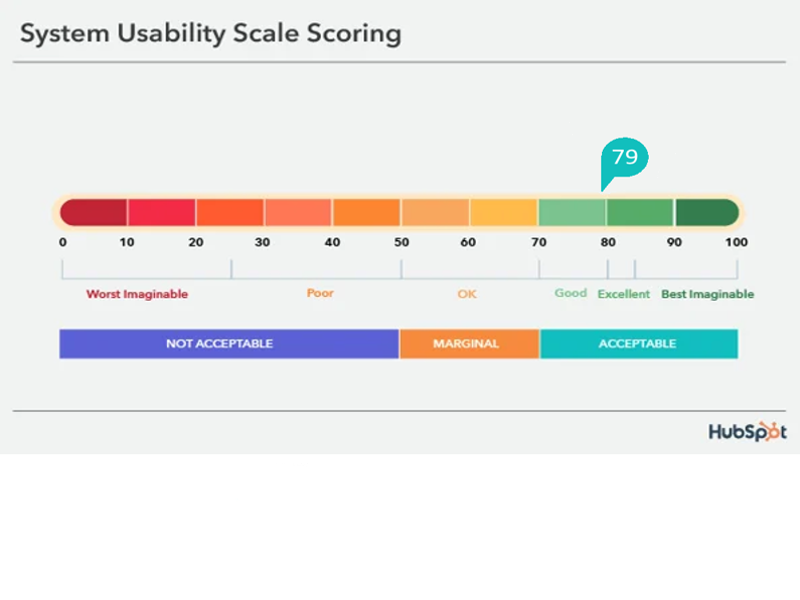 System Usability Scale Scoring
79
0 10 20 30 40 50 60 70 80 90 100
Worst Imaginable Poor OK Good Excellent Best Imaginable
NOT ACCEPTABLE MARGINAL ACCEPTABLE
HubSpot